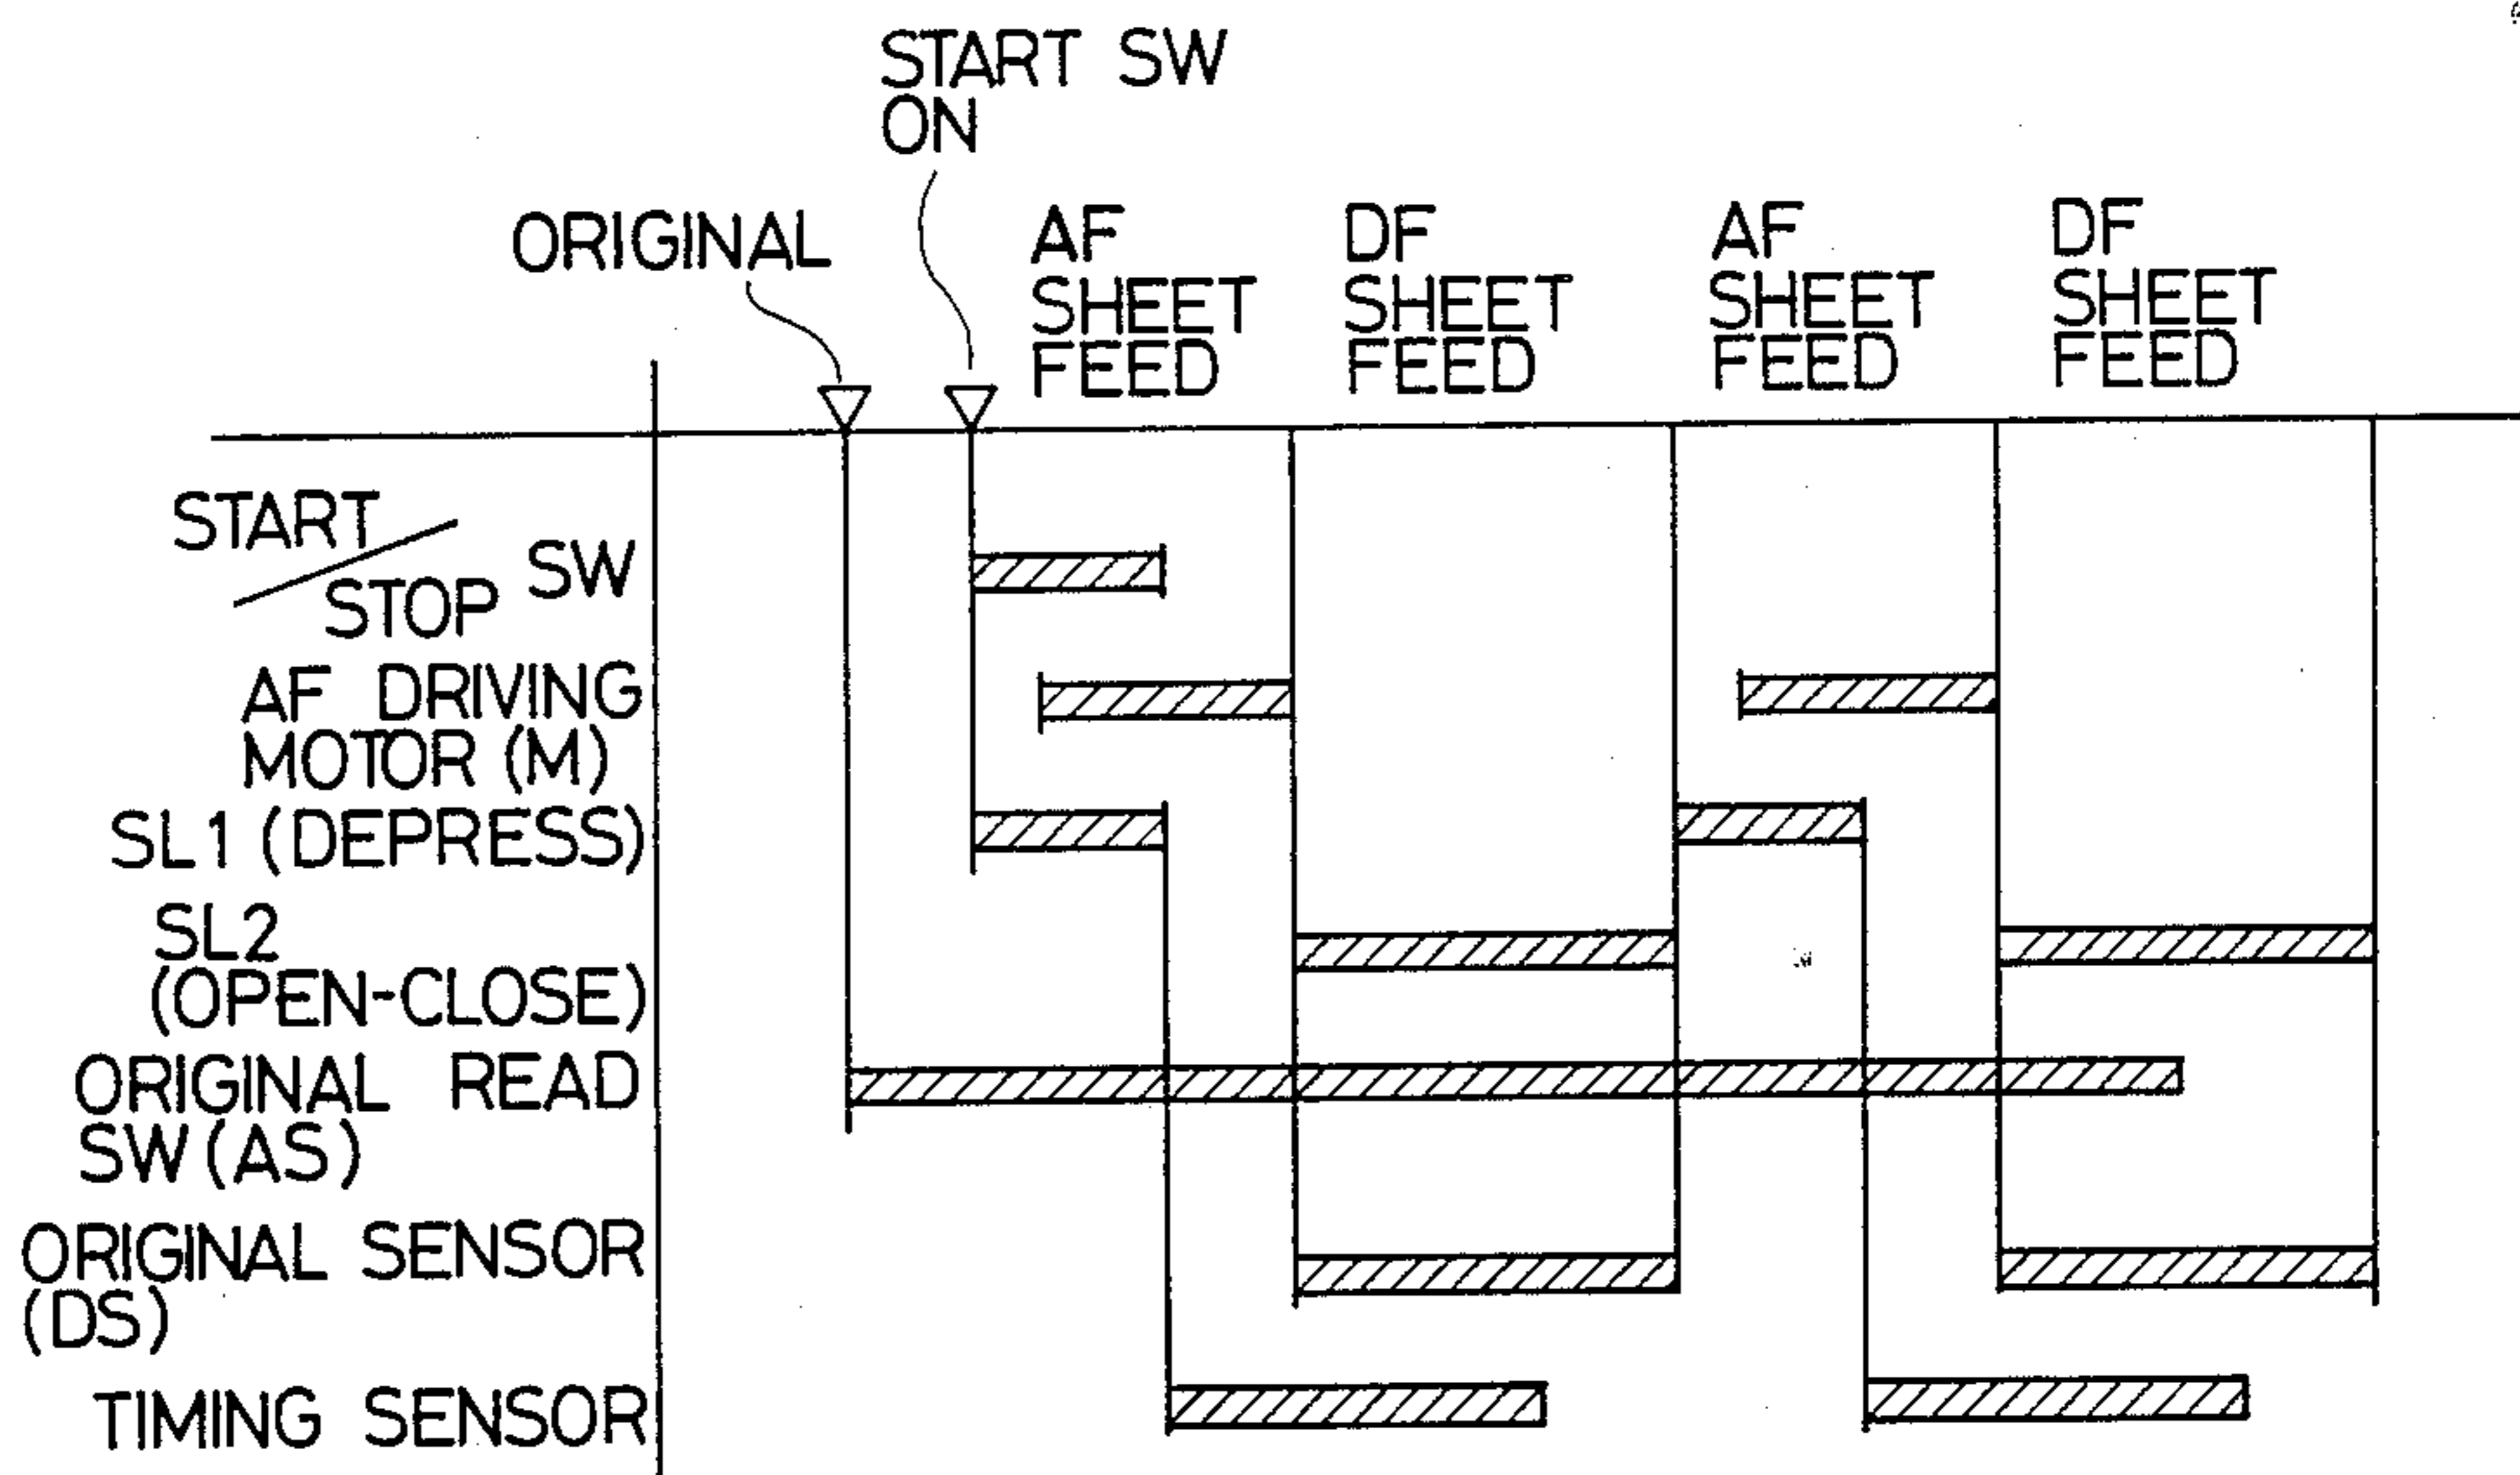 START SW
ON
ORIGINAL
AF
SHEET
FEED
DF
SHEET
FEED
AF
SHEET
FEED
DF
SHEET
FEED
START
STOP SW
AF DRIVING
MOTOR (M)
SL1 (DEPRESS)
SL2
(OPEN-CLOSE)
ORIGINAL READ
SW (AS)
ORIGINAL SENSOR
(DS)
TIMING SENSOR